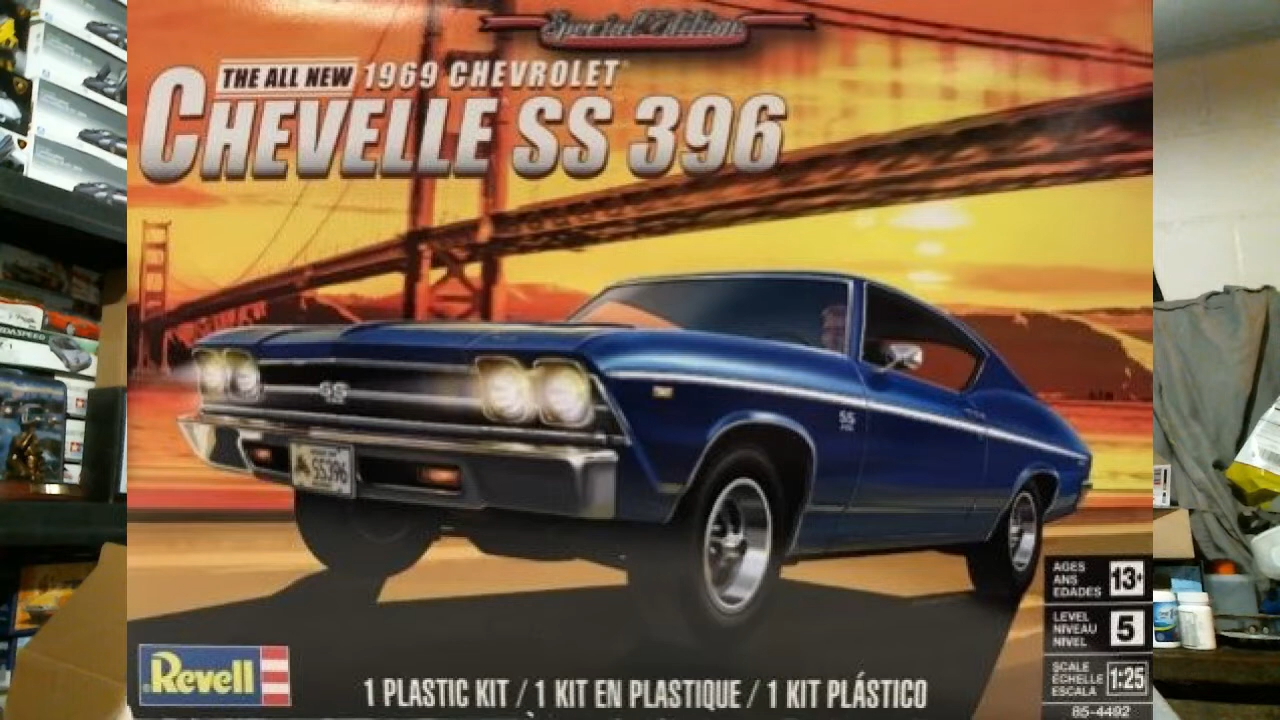 Special Edition
THE ALL NEW 1969 CHEVROLET
CHEVELLE SS 396
SS
SS396
SS
AGES
ANS
EDADES
13+
LEVEL
NIVEAU
NIVEL
5
SCALE
ÉCHELLE
ESCALA
1:25
85-4492
Revell
1 PLASTIC KIT / 1 KIT EN PLASTIQUE / 1 KIT PLÁSTICO